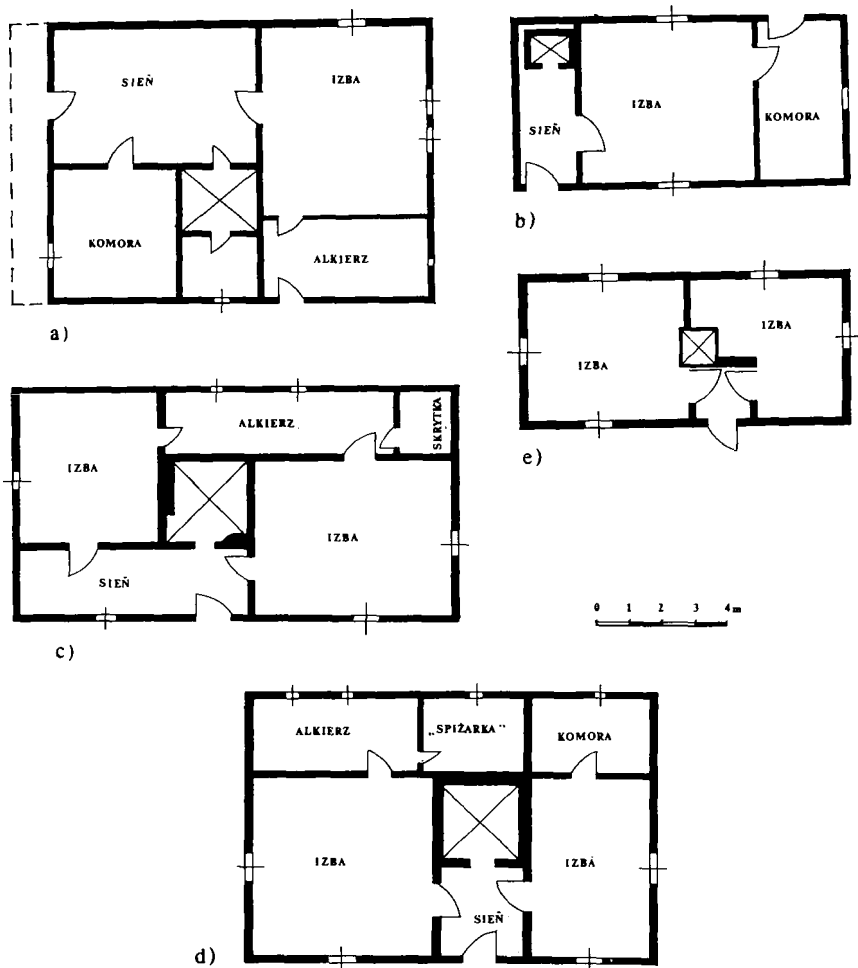 SIEŃ
IZBA
KOMORA
ALKIERZ
a)
SIEŃ
IZBA
KOMORA
b)
IZBA
ALKIERZ
SKRYTKA
IZBA
SIEŃ
c)
IZBA
IZBA
e)
0 1 2 3 4 m
ALKIERZ
„SPIŻARKA”
KOMORA
IZBA
IZBA
SIEŃ
d)